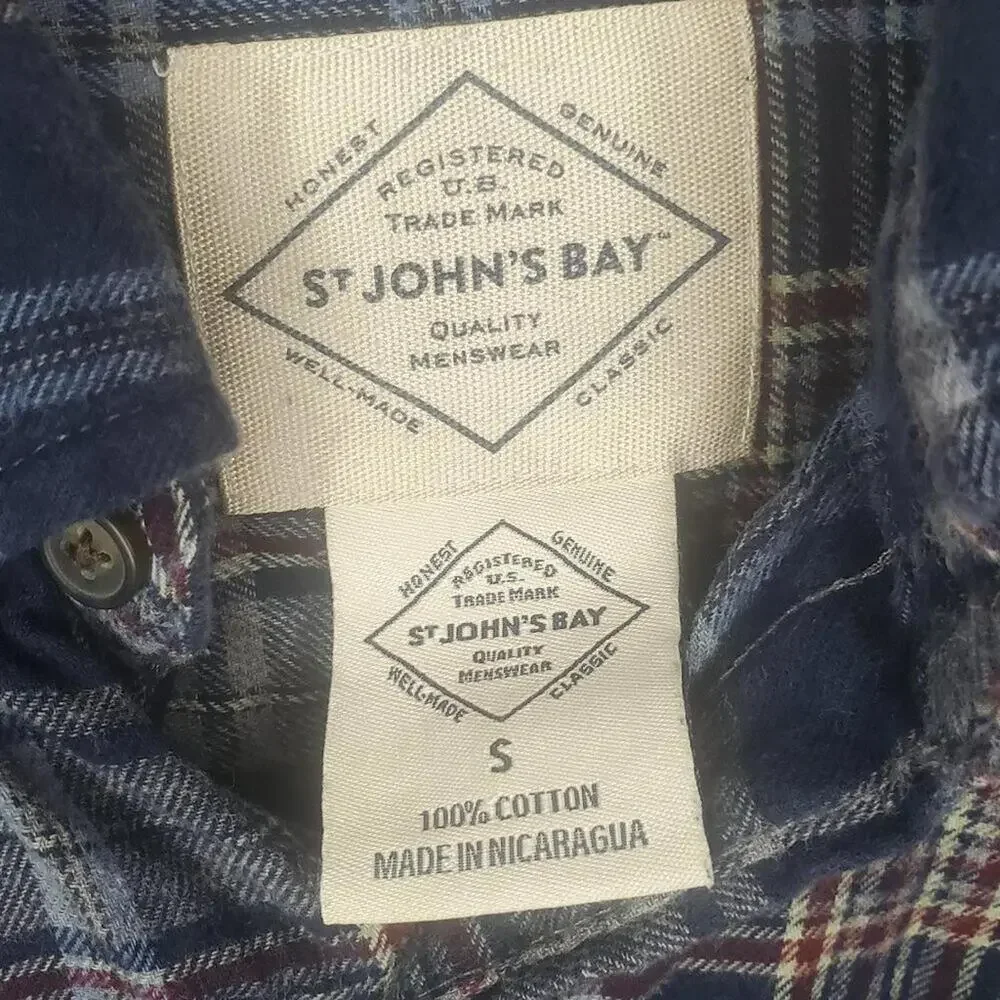 HONEST
GENUINE
REGISTERED
U.S.
TRADE MARK
ST JOHN'S BAY™
QUALITY
MENSWEAR
WELL-MADE
CLASSIC
HONEST
GENUINE
REGISTERED
U.S.
TRADE MARK
ST JOHN'S BAY
QUALITY
MENSWEAR
WELL-MADE
CLASSIC
S
100% COTTON
MADE IN NICARAGUA